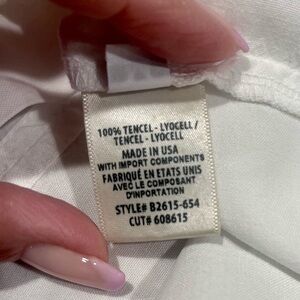 100% TENCEL - LYOCELL /
TENCEL - LYOCELL
MADE IN USA
WITH IMPORT COMPONENTS
FABRIQUÉ EN ETATS UNIS
AVEC LE COMPOSANT
D'INPORTATION
STYLE# B2615-654
CUT# 608615